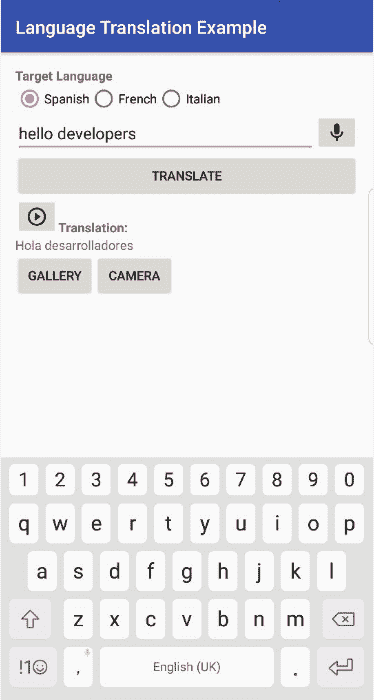 Language Translation Example
Target Language
Spanish French Italian
hello developers
TRANSLATE
Translation:
Hola desarrolladores
GALLERY CAMERA
1 2 3 4 5 6 7 8 9 0
q w e r t y u i o p
a s d f g h j k l
z x c v b n m
!1☺ , English (UK) .